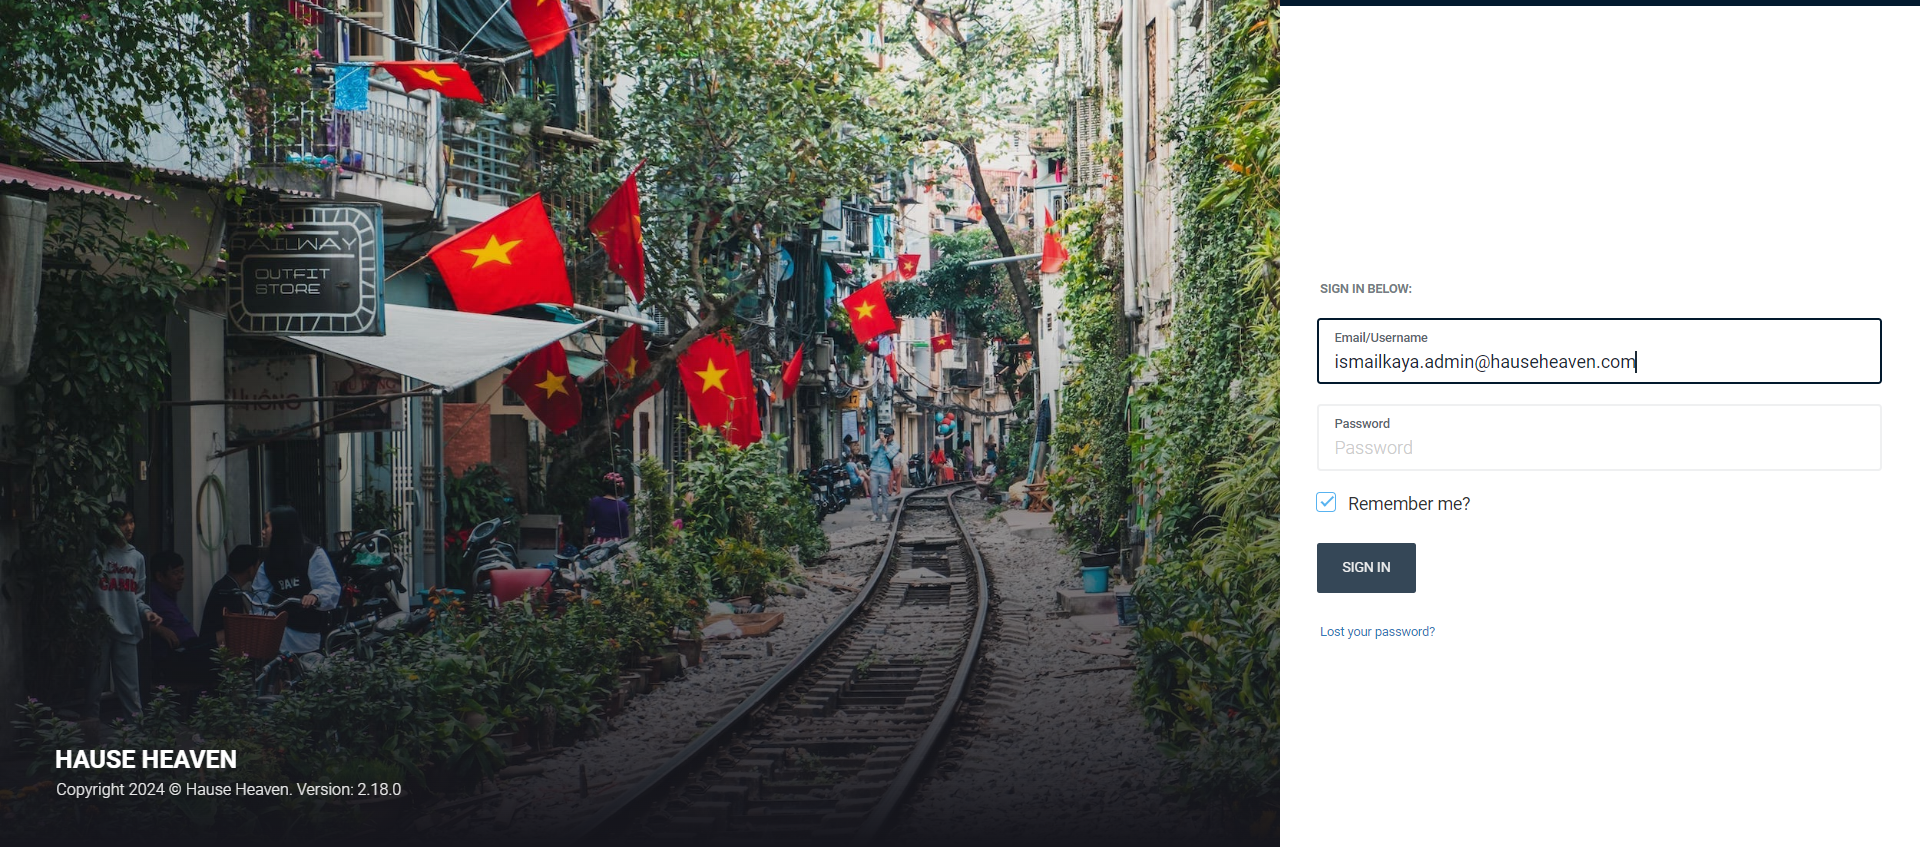 RAILWAY
OUTFIT
STORE
HAUSE HEAVEN
Copyright 2024 © Hause Heaven. Version: 2.18.0
SIGN IN BELOW:
Email/Username
ismailkaya.admin@hauseheaven.com
Password
Password
Remember me?
SIGN IN
Lost your password?